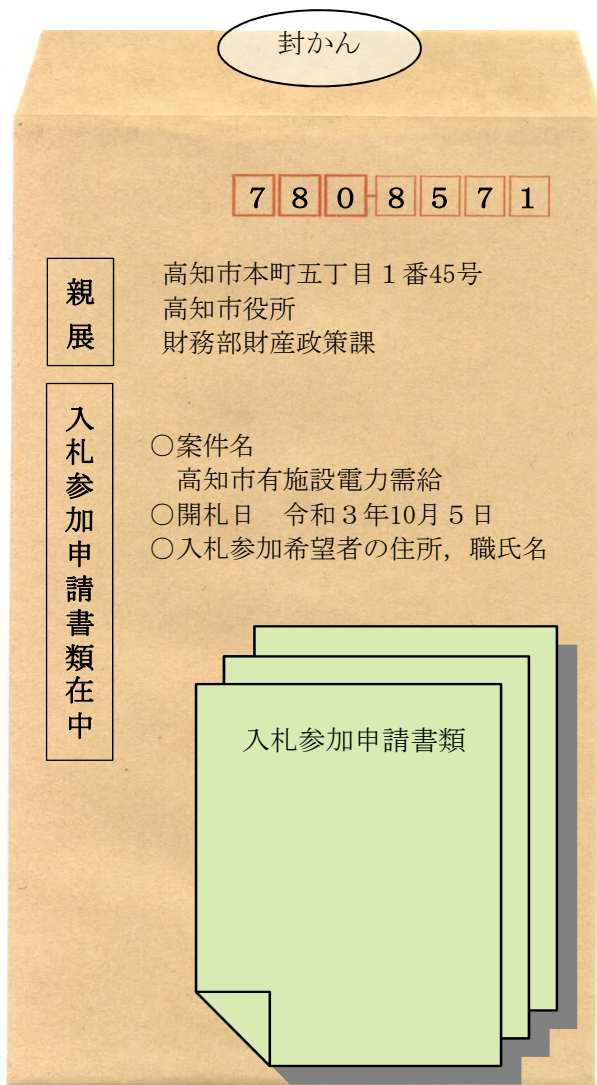 封かん
780-8571
親展
高知市本町五丁目１番45号
高知市役所
財務部財産政策課
入札参加申請書類在中
○案件名
高知市有施設電力需給
○開札日　令和３年10月５日
○入札参加希望者の住所，職氏名
入札参加申請書類